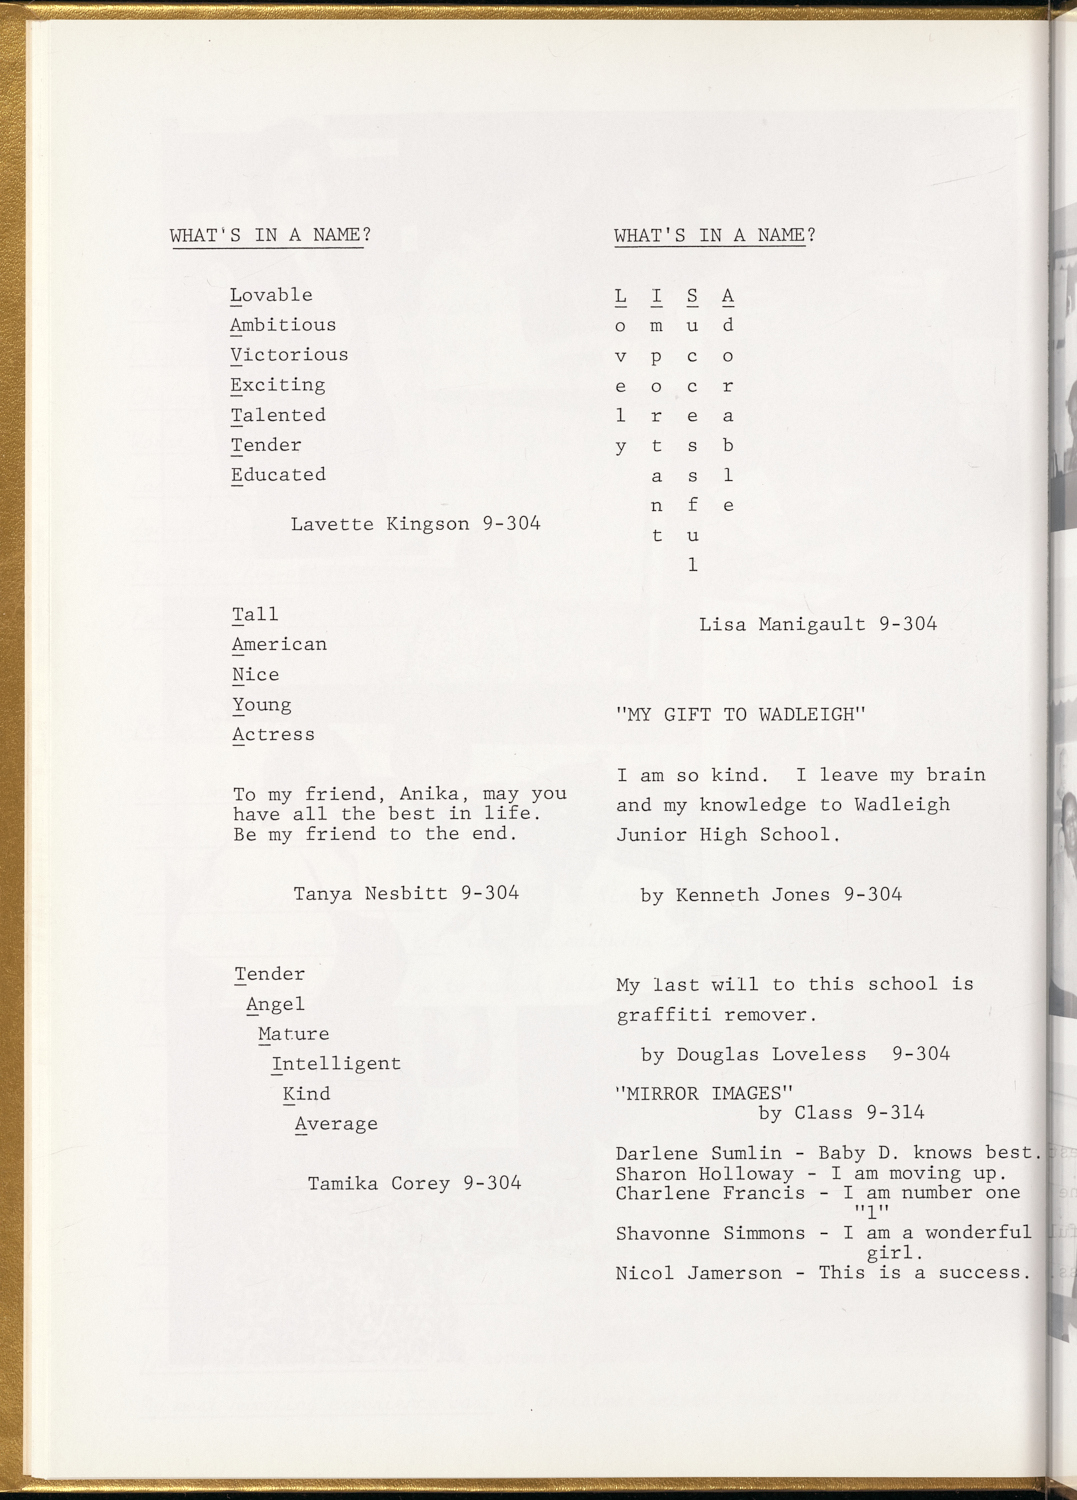 WHAT'S IN A NAME?
Lovable
Ambitious
Victorious
Exciting
Talented
Tender
Educated
Lavette Kingson 9-304
Tall
American
Nice
Young
Actress
To my friend, Anika, may you
have all the best in life.
Be my friend to the end.
Tanya Nesbitt 9-304
Tender
Angel
Mature
Intelligent
Kind
Average
Tamika Corey 9-304
WHAT'S IN A NAME?
L I S A
o m u d
v p c o
e o c r
l r e a
y t s b
a s l
n f e
t u
l
Lisa Manigault 9-304
"MY GIFT TO WADLEIGH"
I am so kind. I leave my brain
and my knowledge to Wadleigh
Junior High School.
by Kenneth Jones 9-304
My last will to this school is
graffiti remover.
by Douglas Loveless 9-304
"MIRROR IMAGES"
by Class 9-314
Darlene Sumlin - Baby D. knows best.
Sharon Holloway - I am moving up.
Charlene Francis - I am number one
"1"
Shavonne Simmons - I am a wonderful
girl.
Nicol Jamerson - This is a success.